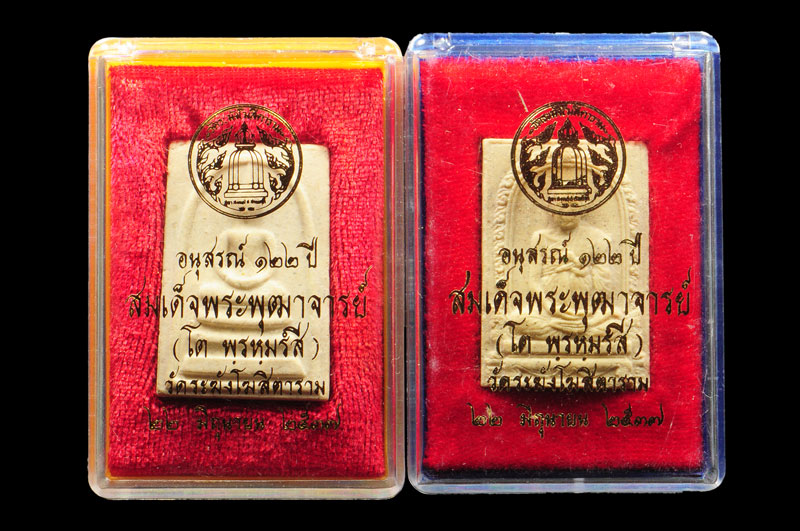 อนุสรณ์ ๑๒๒ ปี
สมเด็จพระพุฒาจารย์
(โต พฺรหฺมรํสี)
วัดระฆังโฆสิตาราม
๒๒ มิถุนายน ๒๕๓๗
อนุสรณ์ ๑๒๒ ปี
สมเด็จพระพุฒาจารย์
(โต พฺรหฺมรํสี)
วัดระฆังโฆสิตาราม
๒๒ มิถุนายน ๒๕๓๗